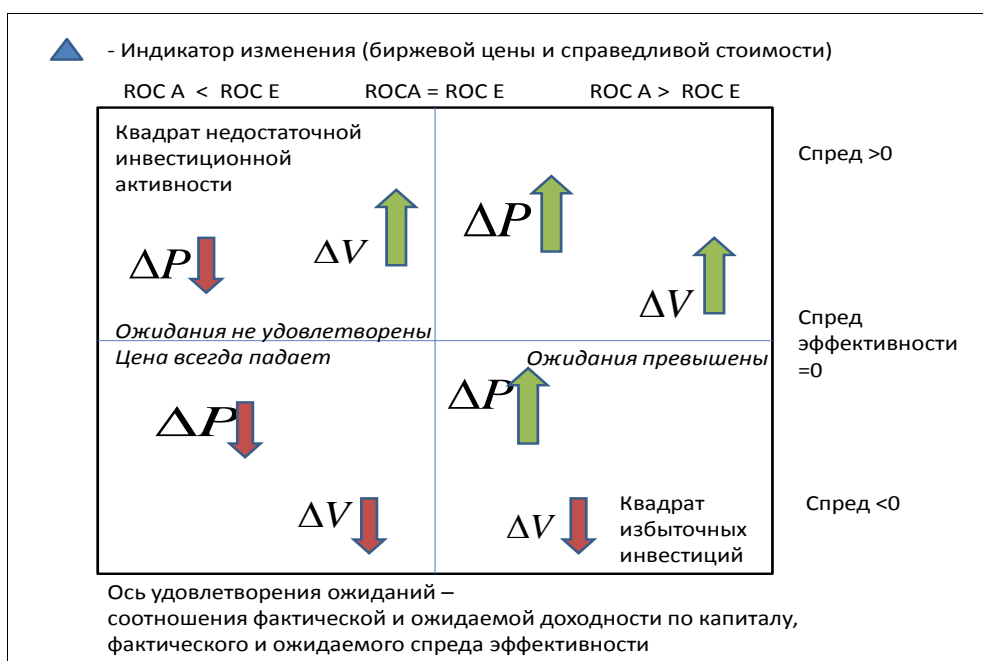 - Индикатор изменения (биржевой цены и справедливой стоимости)
ROC A < ROC E ROCA = ROC E ROC A > ROC E
Квадрат недостаточной
инвестиционной
активности
Спред >0
ΔP
ΔV
ΔP
ΔV
Ожидания не удовлетворены
Спред
эффективности
=0
Цена всегда падает
Ожидания превышены
ΔP
ΔP
ΔV
ΔV
Квадрат
избыточных
инвестиций
Спред <0
Ось удовлетворения ожиданий –
соотношения фактической и ожидаемой доходности по капиталу,
фактического и ожидаемого спреда эффективности